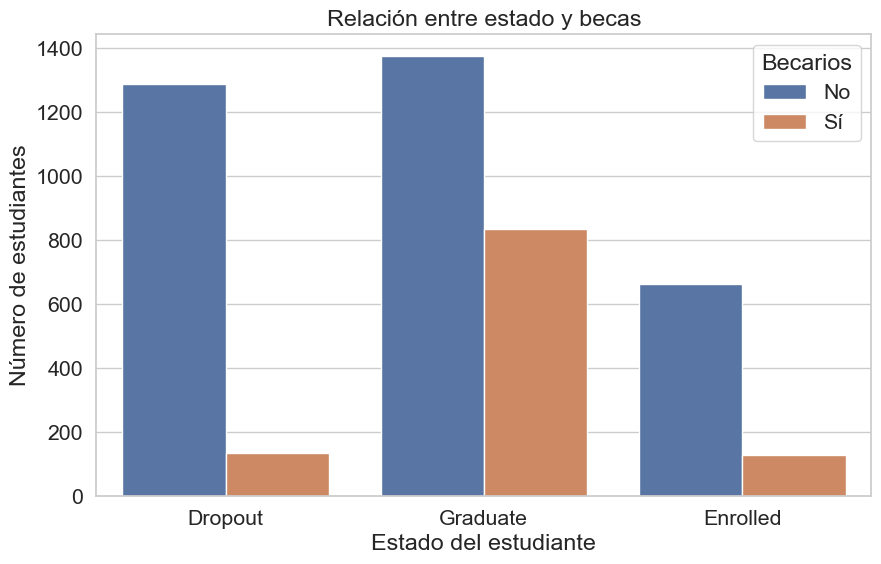 Relación entre estado y becas
Número de estudiantes
1400
1200
1000
800
600
400
200
0
Becarios
No
Sí
Dropout
Graduate
Enrolled
Estado del estudiante